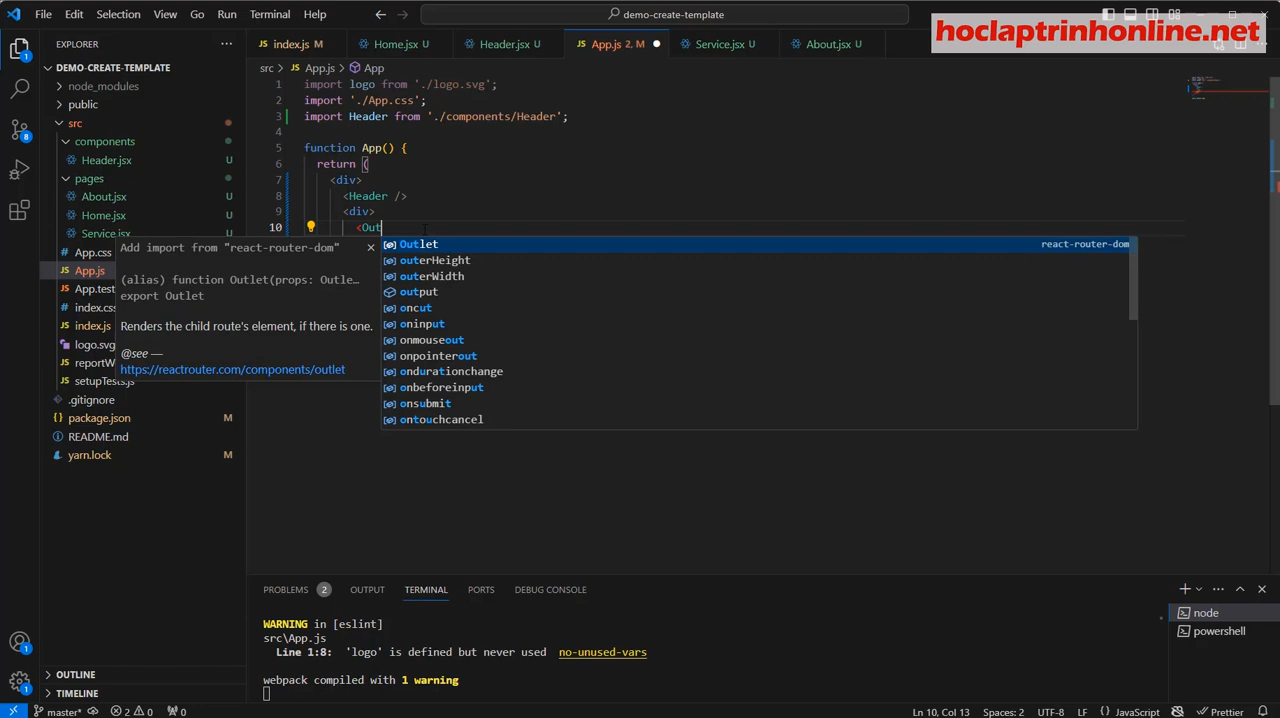 File Edit Selection View Go Run Terminal Help
demo-create-template
hoclaptrinhonline.net
EXPLORER
index.js M
Home.jsx U
Header.jsx U
App.js 2, M
Service.jsx U
About.jsx U
DEMO-CREATE-TEMPLATE
node_modules
public
src
components
Header.jsx U
pages
About.jsx U
Home.jsx U
Service.jsx U
App.css
App.js
App.test
index.cs
index.js
logo.svg
reportW
setupTests.js
.gitignore
package.json M
README.md
yarn.lock M
OUTLINE
TIMELINE
src > App.js > App
1 import logo from './logo.svg';
2 import './App.css';
3 import Header from './components/Header';
4
5 function App() {
6 return (
7 <div>
8 <Header />
9 <div>
10 <Out
Add import from "react-router-dom"
(alias) function Outlet(props: Outle…
export Outlet
Renders the child route's element, if there is one.
@see —
https://reactrouter.com/components/outlet
Outlet react-router-dom
outerHeight
outerWidth
output
oncut
oninput
onmouseout
onpointerout
ondurationchange
onbeforeinput
onsubmit
ontouchcancel
PROBLEMS 2 OUTPUT TERMINAL PORTS DEBUG CONSOLE
WARNING in [eslint]
src\App.js
Line 1:8: 'logo' is defined but never used no-unused-vars
webpack compiled with 1 warning
node
powershell
master* 2 0 0
Ln 10, Col 13 Spaces: 2 UTF-8 LF {} JavaScript Prettier